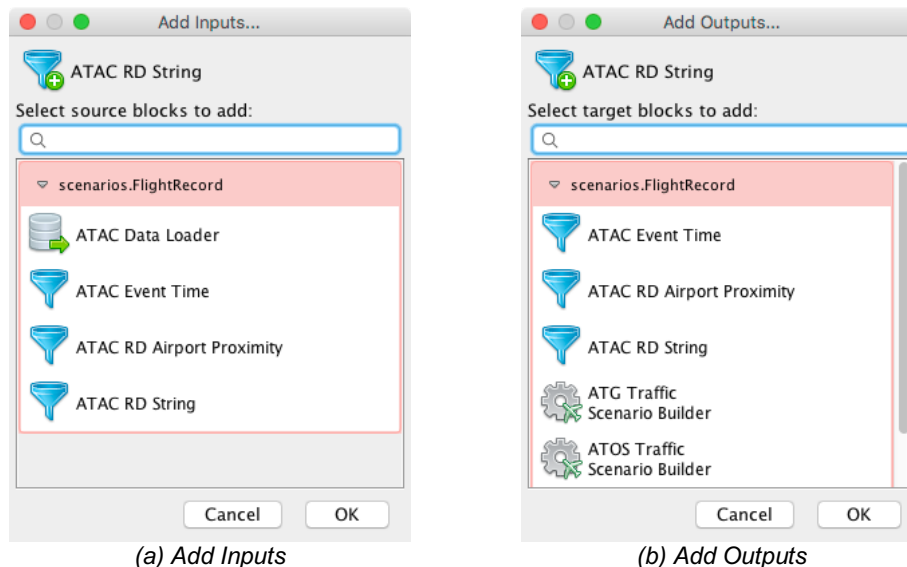 Add Inputs...
ATAC RD String
Select source blocks to add:
scenarios.FlightRecord
ATAC Data Loader
ATAC Event Time
ATAC RD Airport Proximity
ATAC RD String
Cancel
OK
(a) Add Inputs
Add Outputs...
ATAC RD String
Select target blocks to add:
scenarios.FlightRecord
ATAC Event Time
ATAC RD Airport Proximity
ATAC RD String
ATG Traffic
Scenario Builder
ATOS Traffic
Scenario Builder
Cancel
OK
(b) Add Outputs